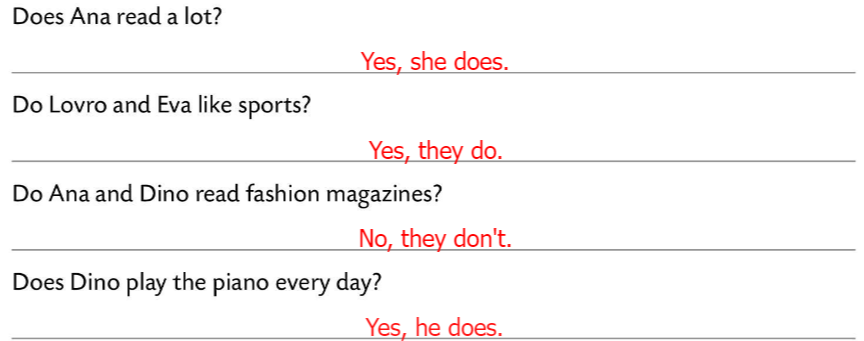 Does Ana read a lot?
Yes, she does.
Do Lovro and Eva like sports?
Yes, they do.
Do Ana and Dino read fashion magazines?
No, they don't.
Does Dino play the piano every day?
Yes, he does.